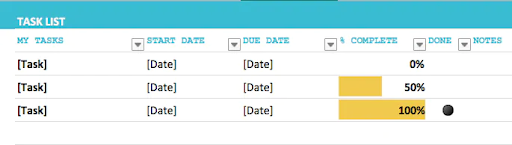 TASK LIST
MY TASKS START DATE DUE DATE % COMPLETE DONE NOTES
[Task] [Date] [Date] 0%
[Task] [Date] [Date] 50%
[Task] [Date] [Date] 100%